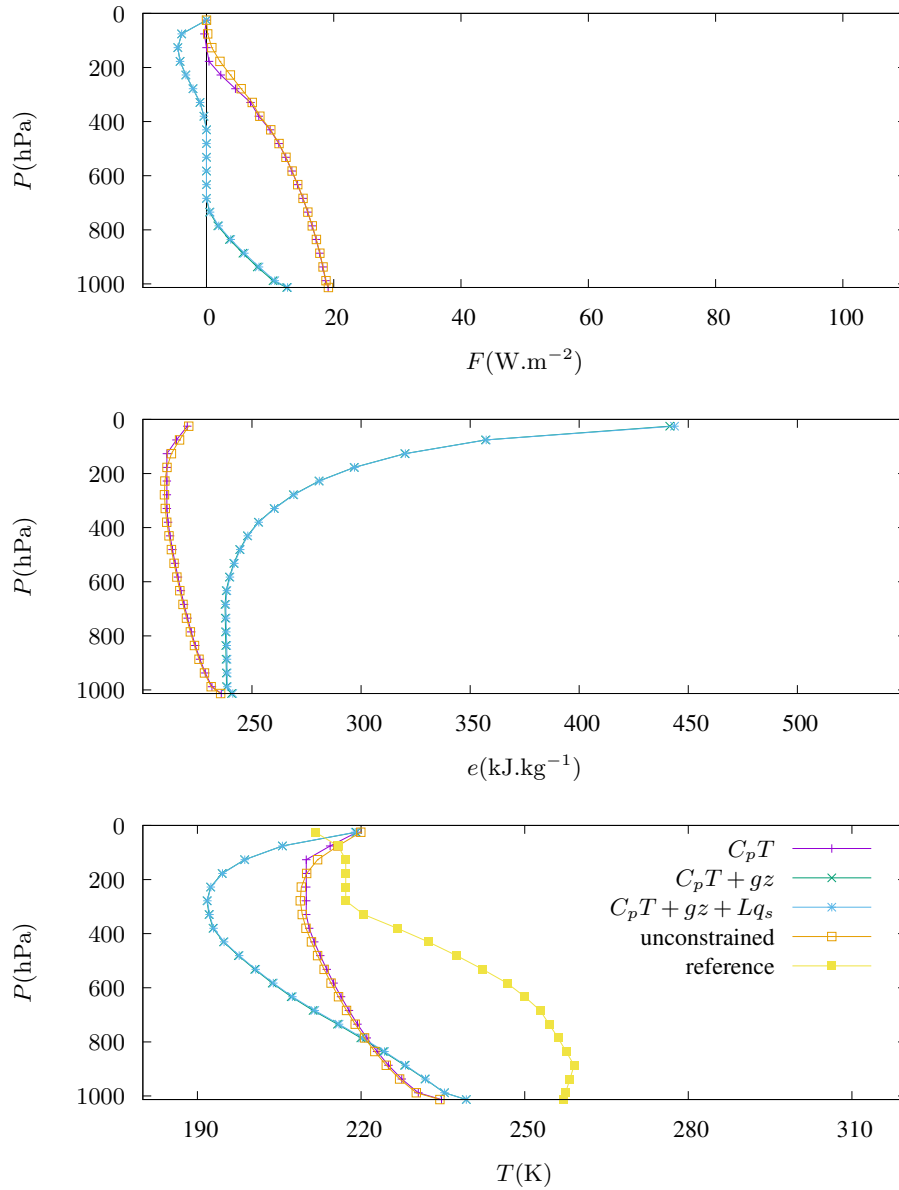 0
200
400
600
800
1000
P(hPa)
0 20 40 60 80 100
F(W.m⁻²)
0
200
400
600
800
1000
P(hPa)
250 300 350 400 450 500
e(kJ.kg⁻¹)
0
200
400
600
800
1000
P(hPa)
190 220 250 280 310
T(K)
CₚT
CₚT + gz
CₚT + gz + Lqₛ
unconstrained
reference